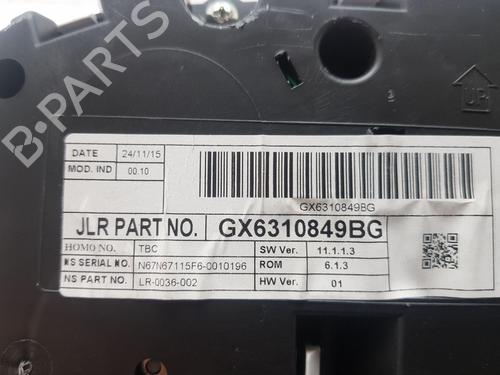 B-PARTS
UP
DATE 24/11/15
MOD. IND 00.10
GX6310849BG
JLR PART NO. GX6310849BG
HOMO NO. TBC SW Ver. 11.1.1.3
NS SERIAL NO. N67N67115F6-0010196 ROM 6.1.3
NS PART NO. LR-0036-002 HW Ver. 01